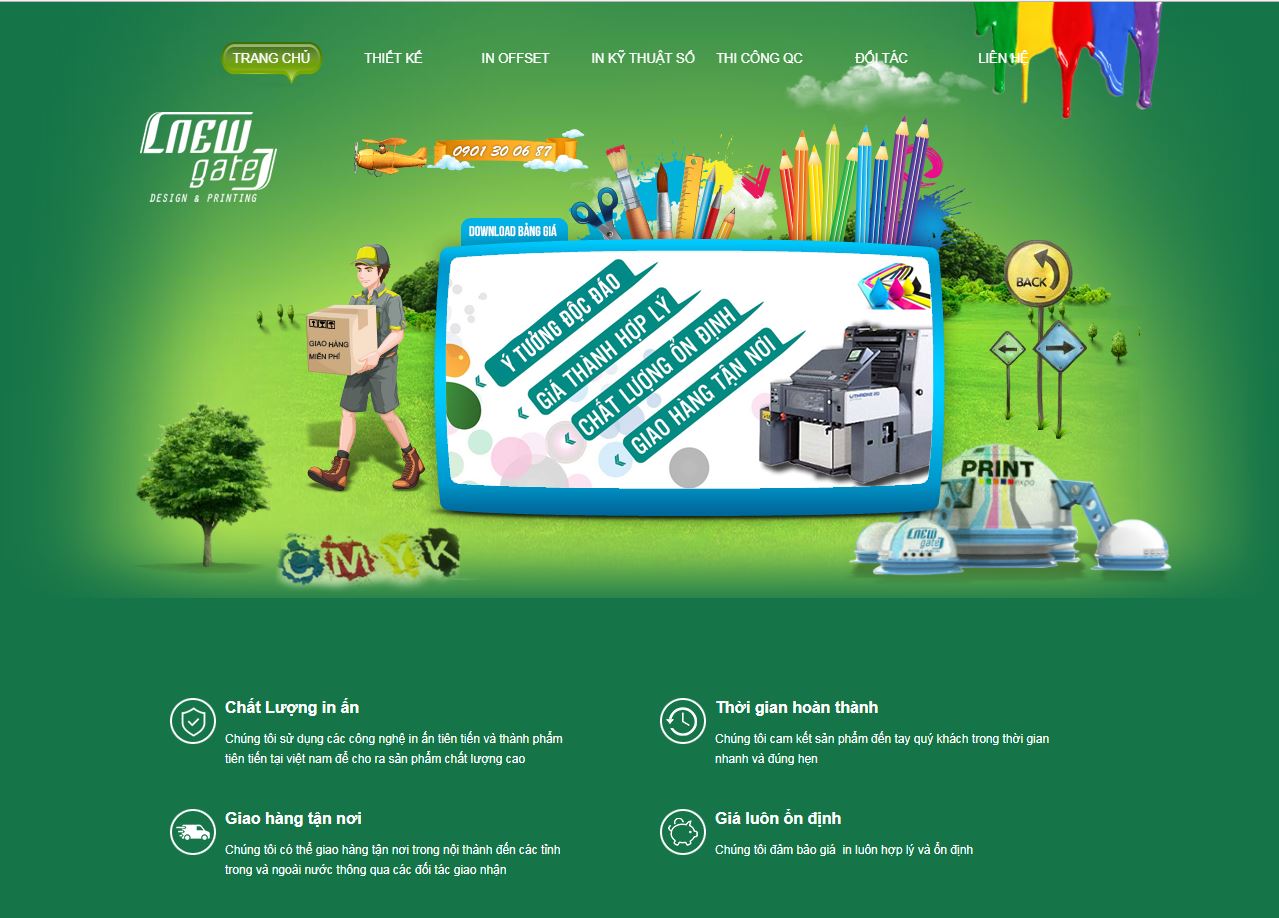 TRANG CHỦ
THIẾT KẾ
IN OFFSET
IN KỸ THUẬT SỐ
THI CÔNG QC
ĐỐI TÁC
LIÊN HỆ
NEW
gate
DESIGN & PRINTING
0901 30 06 87
DOWNLOAD BẢNG GIÁ
Ý TƯỞNG ĐỘC ĐÁO
GIÁ THÀNH HỢP LÝ
CHẤT LƯỢNG ỔN ĐỊNH
GIAO HÀNG TẬN NƠI
GIAO HÀNG
MIỄN PHÍ
BACK
PRINT
expo
NEW
gate
CMYK
Chất Lượng in ấn
Chúng tôi sử dụng các công nghệ in ấn tiên tiến và thành phẩm
tiên tiến tại việt nam để cho ra sản phẩm chất lượng cao
Thời gian hoàn thành
Chúng tôi cam kết sản phẩm đến tay quý khách trong thời gian
nhanh và đúng hẹn
Giao hàng tận nơi
Chúng tôi có thể giao hàng tận nơi trong nội thành đến các tỉnh
trong và ngoài nước thông qua các đối tác giao nhận
Giá luôn ổn định
Chúng tôi đảm bảo giá  in luôn hợp lý và ổn định